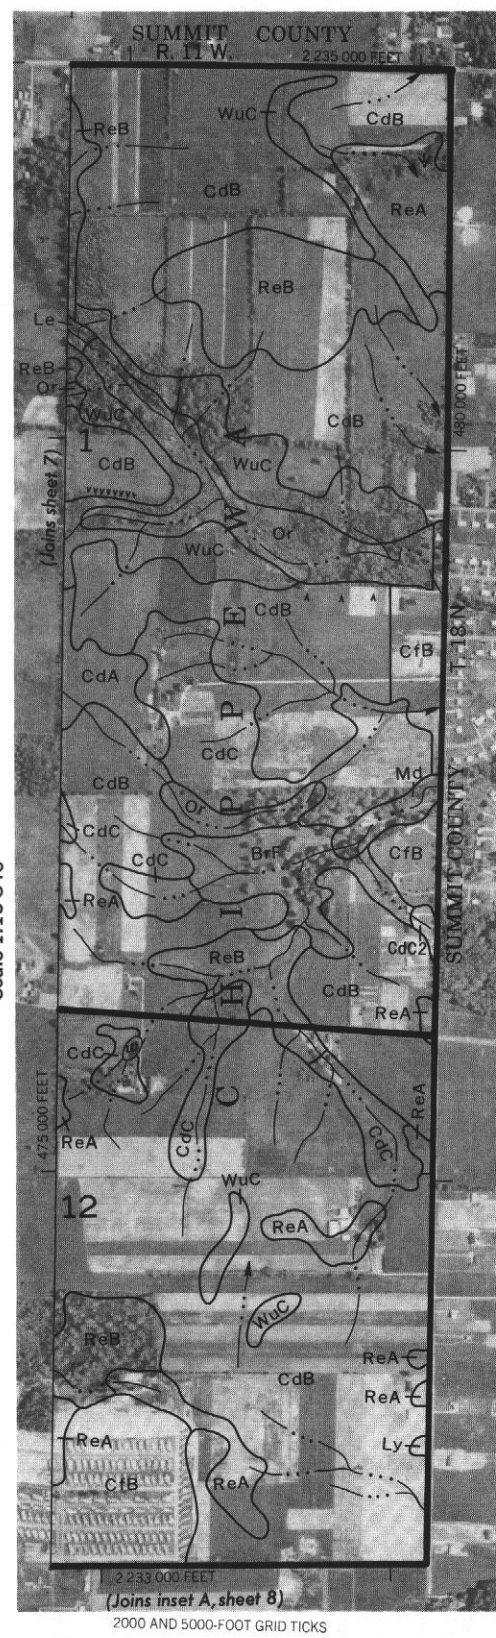 SUMMIT COUNTY
R. 11 W.
2 235 000 FEET
WuC
CdB
ReB
CdB
ReA
ReB
Le
ReB
Or
WuC
480 000 FEET
CdB
1
CdB
WuC
(Joins sheet 7)
Or
WuC
CdB
CfB
T. 18 N.
CdA
CdC
CdB
Md
Or
CdC
CdC
BrF
CfB
SUMMIT COUNTY
ReA
CdC2
ReB
CdB
ReA
CHIPPEWA
CdC
ReA
475 000 FEET
ReA
CdC
CdC
WuC
12
ReA
WuC
ReB
ReA
CdB
ReA
ReA
Ly
CfB
ReA
2 233 000 FEET
(Joins inset A, sheet 8)
2000 AND 5000-FOOT GRID TICKS